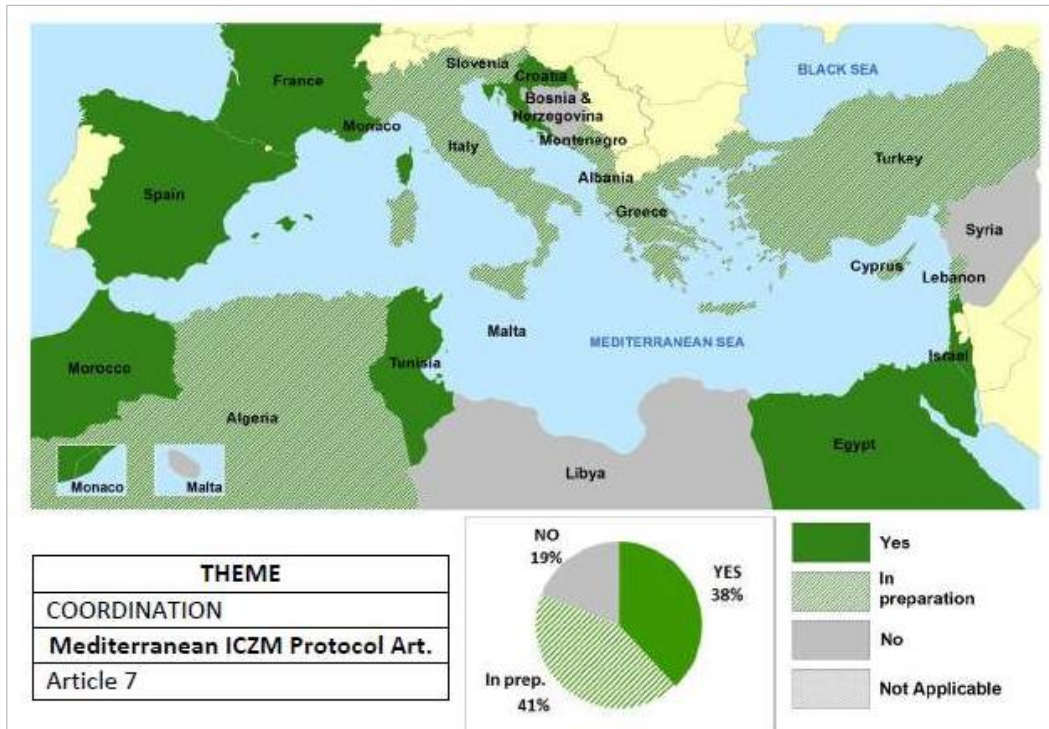 BLACK SEA
Slovenia
France
Croatia
Bosnia &
Herzegovina
Monaco
Montenegro
Italy
Turkey
Albania
Spain
Greece
Syria
Cyprus
Lebanon
Malta
MEDITERRANEAN SEA
Israel
Morocco
Tunisia
Algeria
Egypt
Libya
Monaco
Malta
THEME
COORDINATION
Mediterranean ICZM Protocol Art.
Article 7
NO
19%
YES
38%
In prep.
41%
Yes
In
preparation
No
Not Applicable